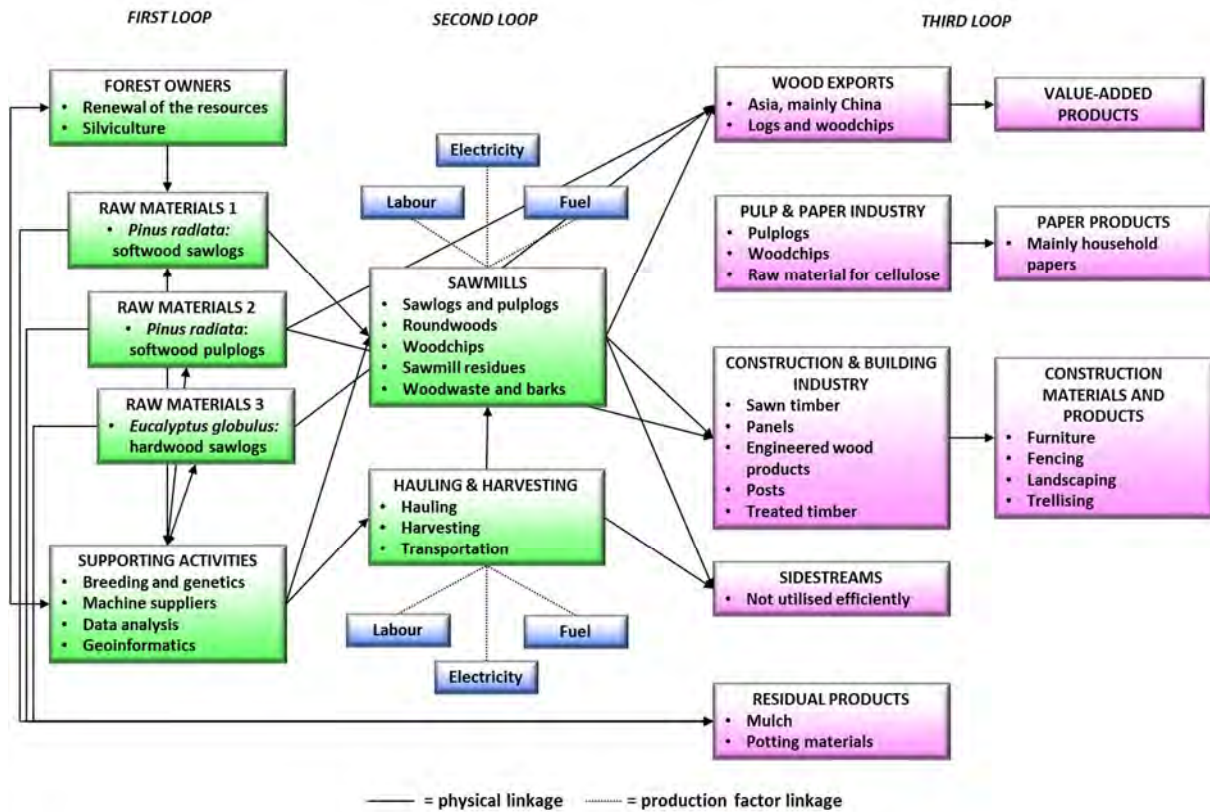 FIRST LOOP
SECOND LOOP
THIRD LOOP
FOREST OWNERS
• Renewal of the resources
• Silviculture
RAW MATERIALS 1
• Pinus radiata:
softwood sawlogs
RAW MATERIALS 2
• Pinus radiata:
softwood pulplogs
RAW MATERIALS 3
• Eucalyptus globulus:
hardwood sawlogs
SUPPORTING ACTIVITIES
• Breeding and genetics
• Machine suppliers
• Data analysis
• Geoinformatics
Electricity
Labour
Fuel
SAWMILLS
• Sawlogs and pulplogs
• Roundwoods
• Woodchips
• Sawmill residues
• Woodwaste and barks
HAULING & HARVESTING
• Hauling
• Harvesting
• Transportation
Labour
Fuel
Electricity
WOOD EXPORTS
• Asia, mainly China
• Logs and woodchips
VALUE-ADDED
PRODUCTS
PULP & PAPER INDUSTRY
• Pulplogs
• Woodchips
• Raw material for cellulose
PAPER PRODUCTS
• Mainly household
papers
CONSTRUCTION & BUILDING
INDUSTRY
• Sawn timber
• Panels
• Engineered wood
products
• Posts
• Treated timber
CONSTRUCTION
MATERIALS AND
PRODUCTS
• Furniture
• Fencing
• Landscaping
• Trellising
SIDESTREAMS
• Not utilised efficiently
RESIDUAL PRODUCTS
• Mulch
• Potting materials
= physical linkage
= production factor linkage